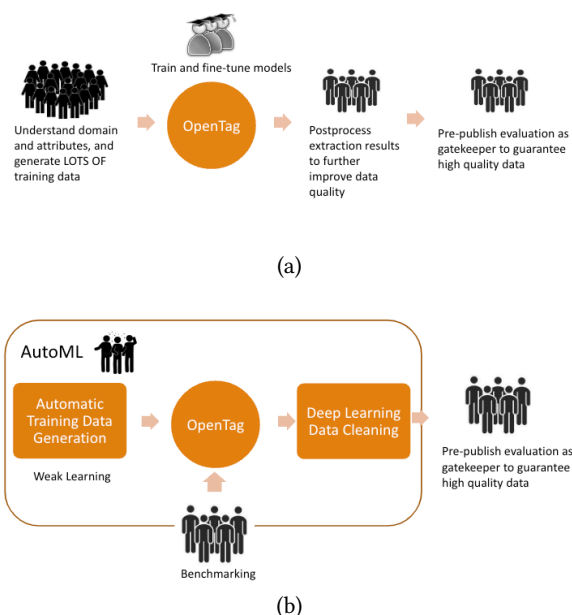 Train and fine-tune models
OpenTag
Understand domain
and attributes, and
generate LOTS OF
training data
Postprocess
extraction results
to further
improve data
quality
Pre-publish evaluation as
gatekeeper to guarantee
high quality data
(a)
AutoML
Automatic
Training Data
Generation
OpenTag
Deep Learning
Data Cleaning
Weak Learning
Pre-publish evaluation as
gatekeeper to guarantee
high quality data
Benchmarking
(b)